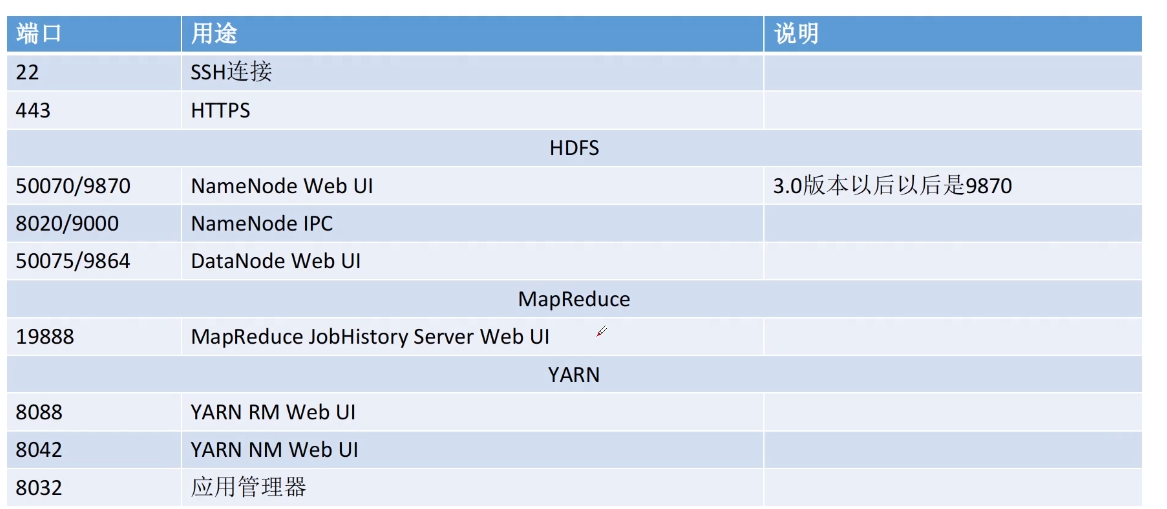 端口 用途 说明
22 SSH连接
443 HTTPS
HDFS
50070/9870 NameNode Web UI 3.0版本以后以后是9870
8020/9000 NameNode IPC
50075/9864 DataNode Web UI
MapReduce
19888 MapReduce JobHistory Server Web UI
YARN
8088 YARN RM Web UI
8042 YARN NM Web UI
8032 应用管理器